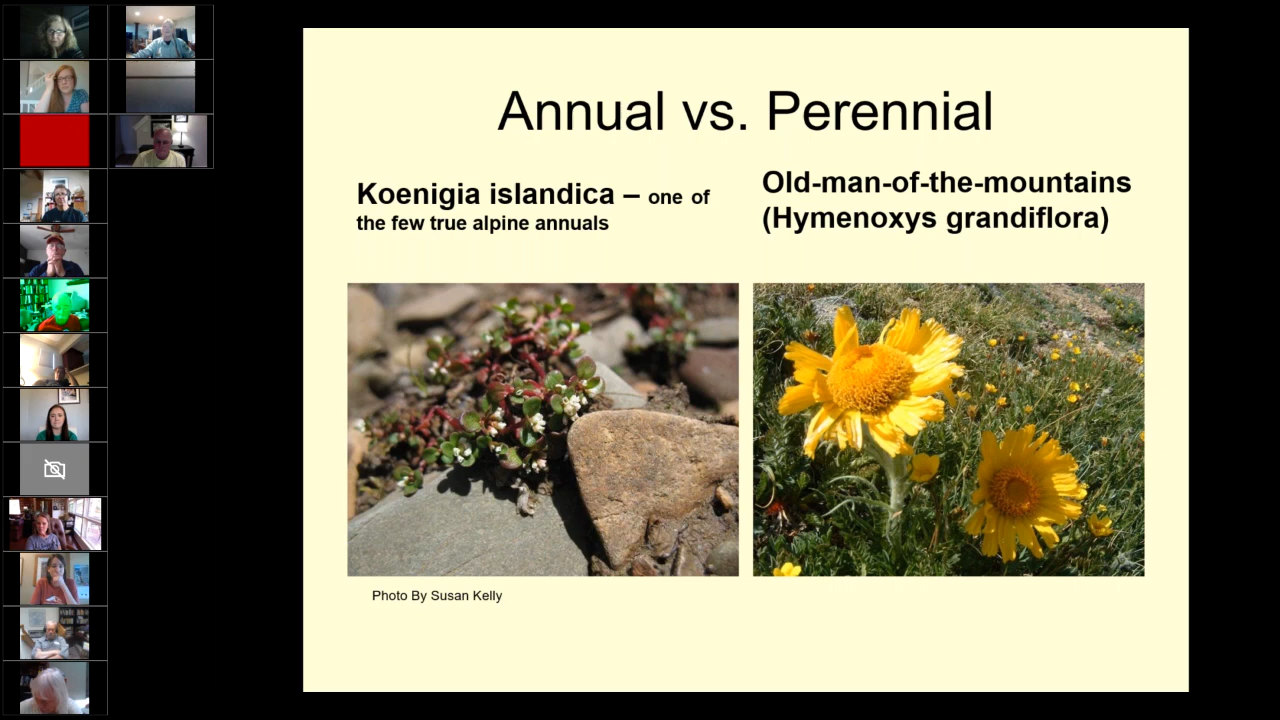 Annual vs. Perennial
Koenigia islandica – one of
the few true alpine annuals
Old-man-of-the-mountains
(Hymenoxys grandiflora)
Photo By Susan Kelly